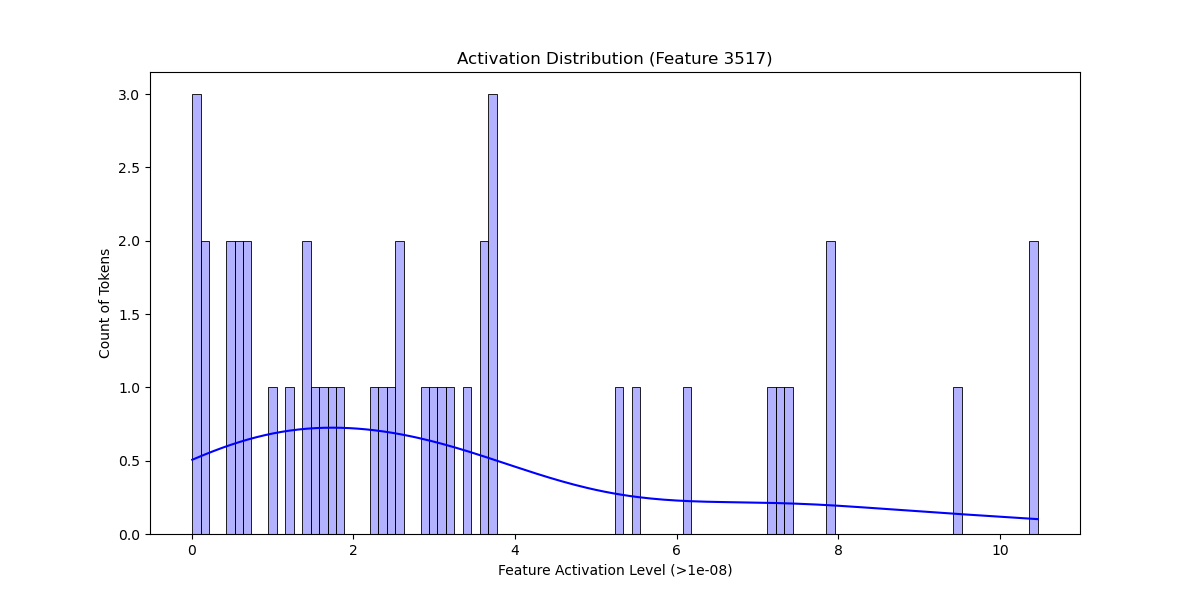 Activation Distribution (Feature 3517)
3.0
2.5
2.0
1.5
1.0
0.5
0.0
Count of Tokens
0 2 4 6 8 10
Feature Activation Level (>1e-08)